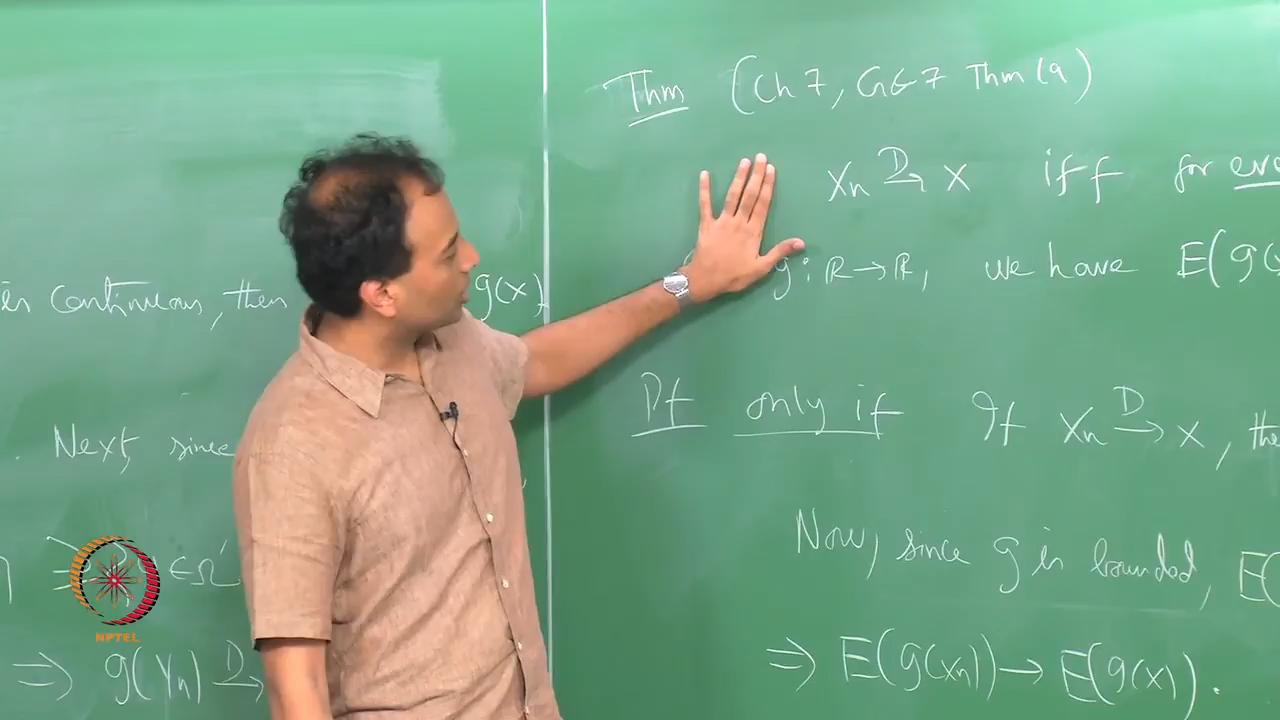 is continuous, then g(X)
. Next, since
∈ Ω'
⇒ g(Yn) D→
Thm (Ch 7, G&S 7 Thm 19)
Xn D→ X iff for eve
g : R → R, we have E(g(X
Pf only if If Xn D→ X, the
Now, since g is bounded, E(
⇒ E(g(Xn)) → E(g(X)).
NPTEL